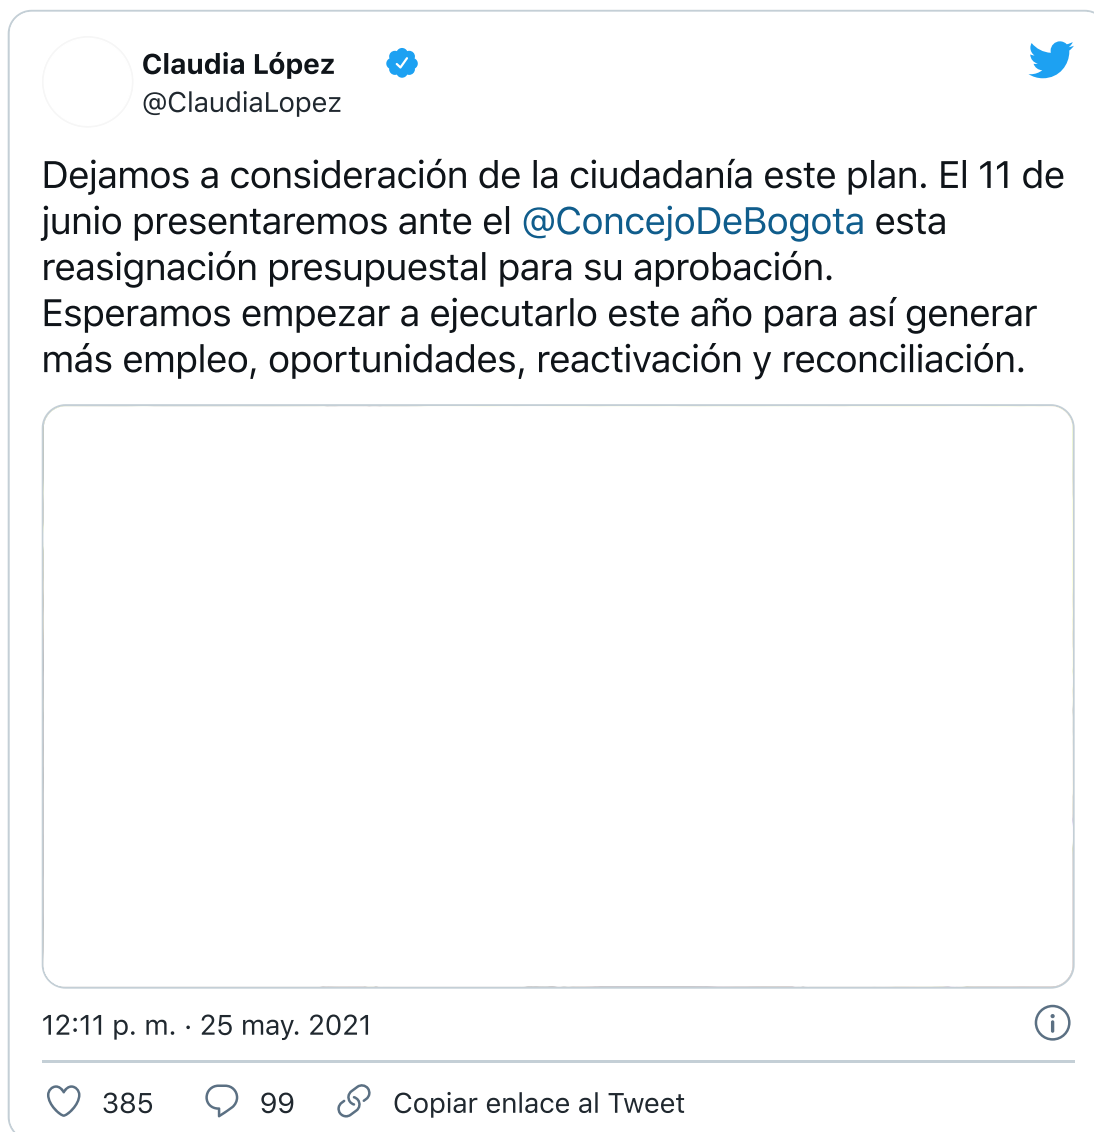 Claudia López
@ClaudiaLopez
Dejamos a consideración de la ciudadanía este plan. El 11 de
junio presentaremos ante el @ConcejoDeBogota esta
reasignación presupuestal para su aprobación.
Esperamos empezar a ejecutarlo este año para así generar
más empleo, oportunidades, reactivación y reconciliación.
12:11 p. m. · 25 may. 2021
385 99 Copiar enlace al Tweet